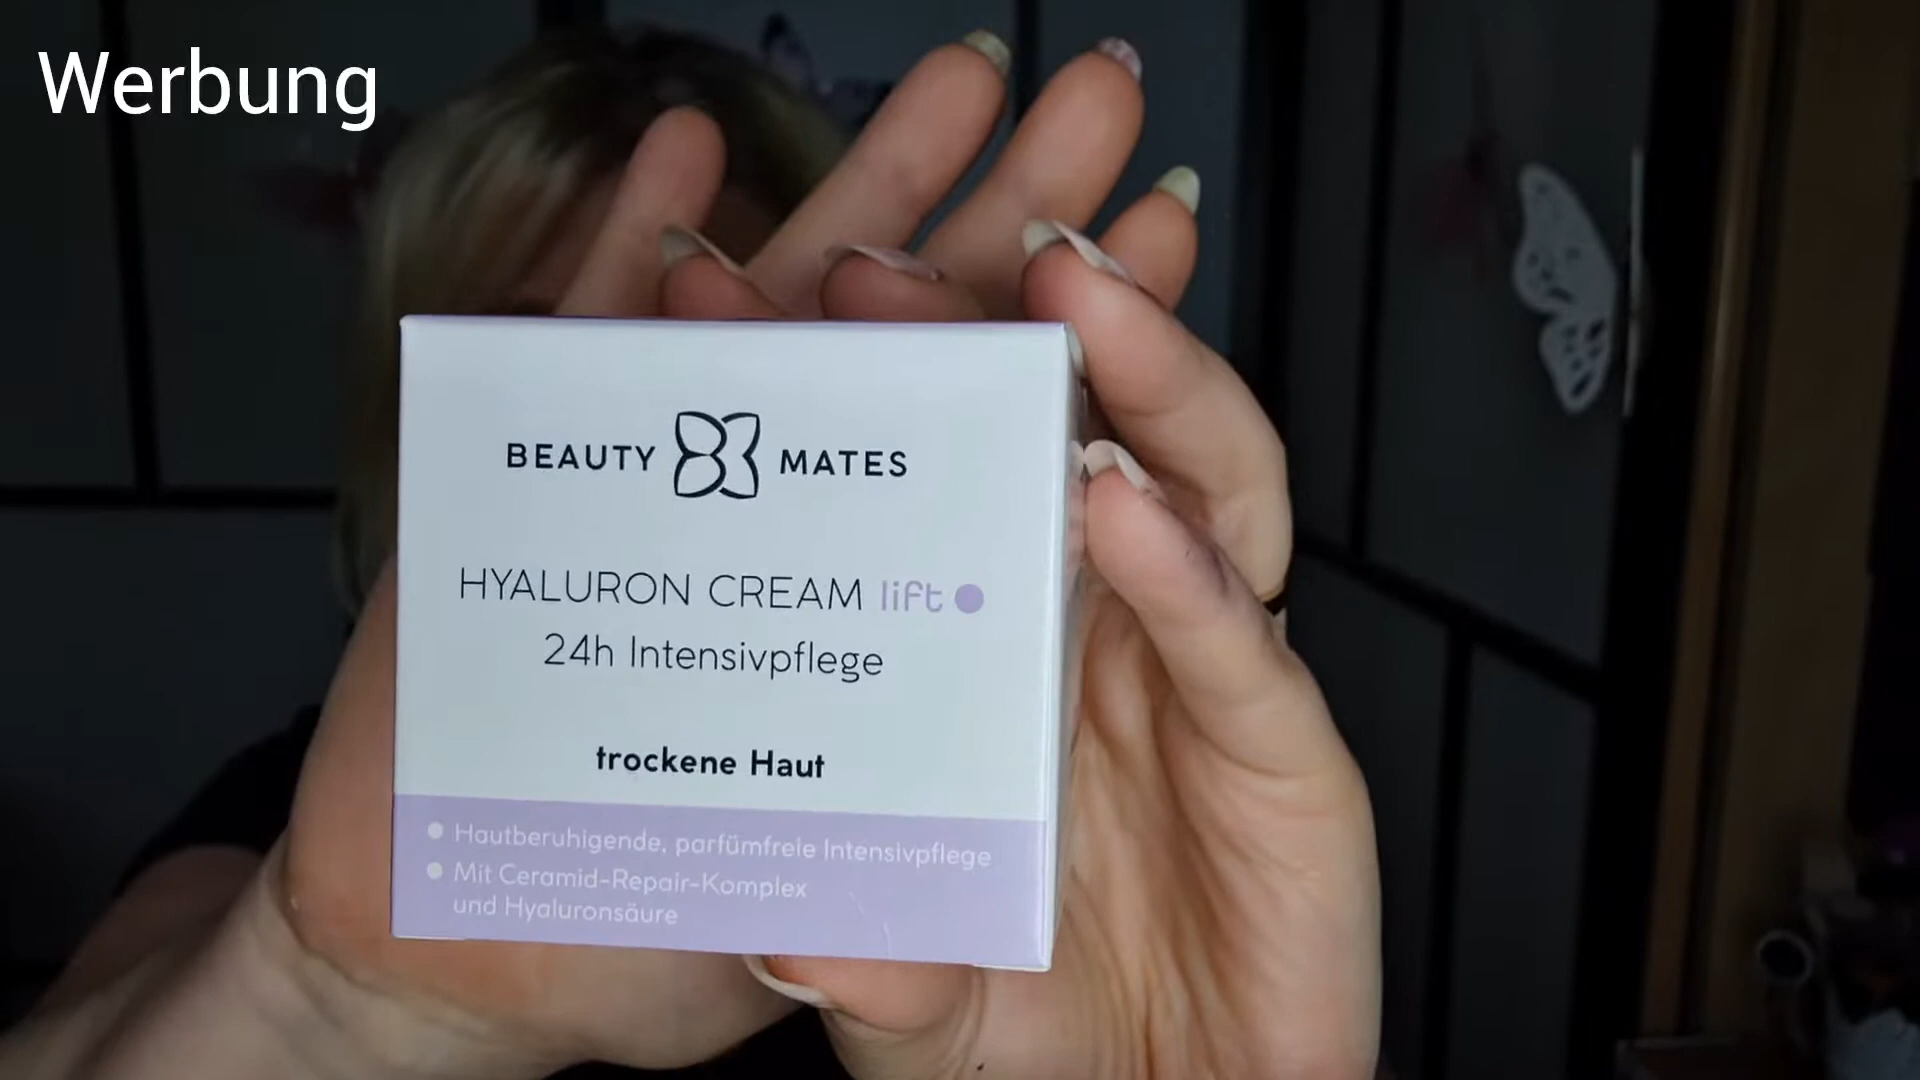 Werbung
BEAUTY MATES
HYALURON CREAM lift
24h Intensivpflege
trockene Haut
Hautberuhigende, parfümfreie Intensivpflege
Mit Ceramid-Repair-Komplex
und Hyaluronsäure